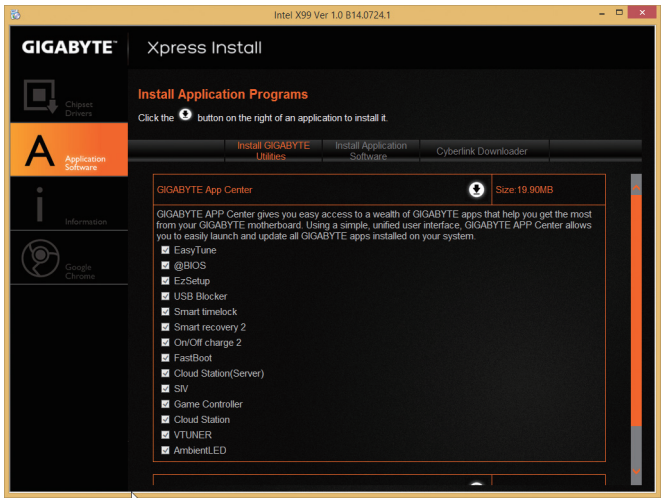 Intel X99 Ver 1.0 B14.0724.1
GIGABYTE™
Xpress Install
Chipset
Drivers
Application
Software
Information
Google
Chrome
Install Application Programs
Click the button on the right of an application to install it.
Install GIGABYTE
Utilities
Install Application
Software
Cyberlink Downloader
GIGABYTE App Center
Size:19.90MB
GIGABYTE APP Center gives you easy access to a wealth of GIGABYTE apps that help you get the most
from your GIGABYTE motherboard. Using a simple, unified user interface, GIGABYTE APP Center allows
you to easily launch and update all GIGABYTE apps installed on your system.
EasyTune
@BIOS
EzSetup
USB Blocker
Smart timelock
Smart recovery 2
On/Off charge 2
FastBoot
Cloud Station(Server)
SIV
Game Controller
Cloud Station
VTUNER
AmbientLED